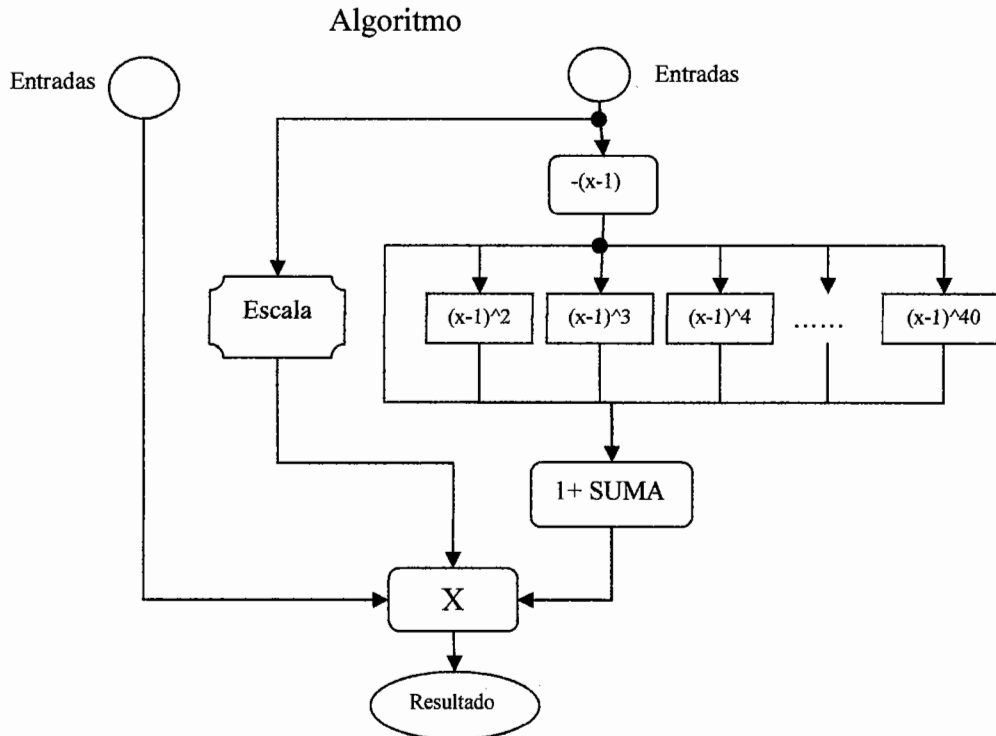 Algoritmo
Entradas
Entradas
-(x-1)
Escala
(x-1)^2
(x-1)^3
(x-1)^4
......
(x-1)^40
1+ SUMA
X
Resultado